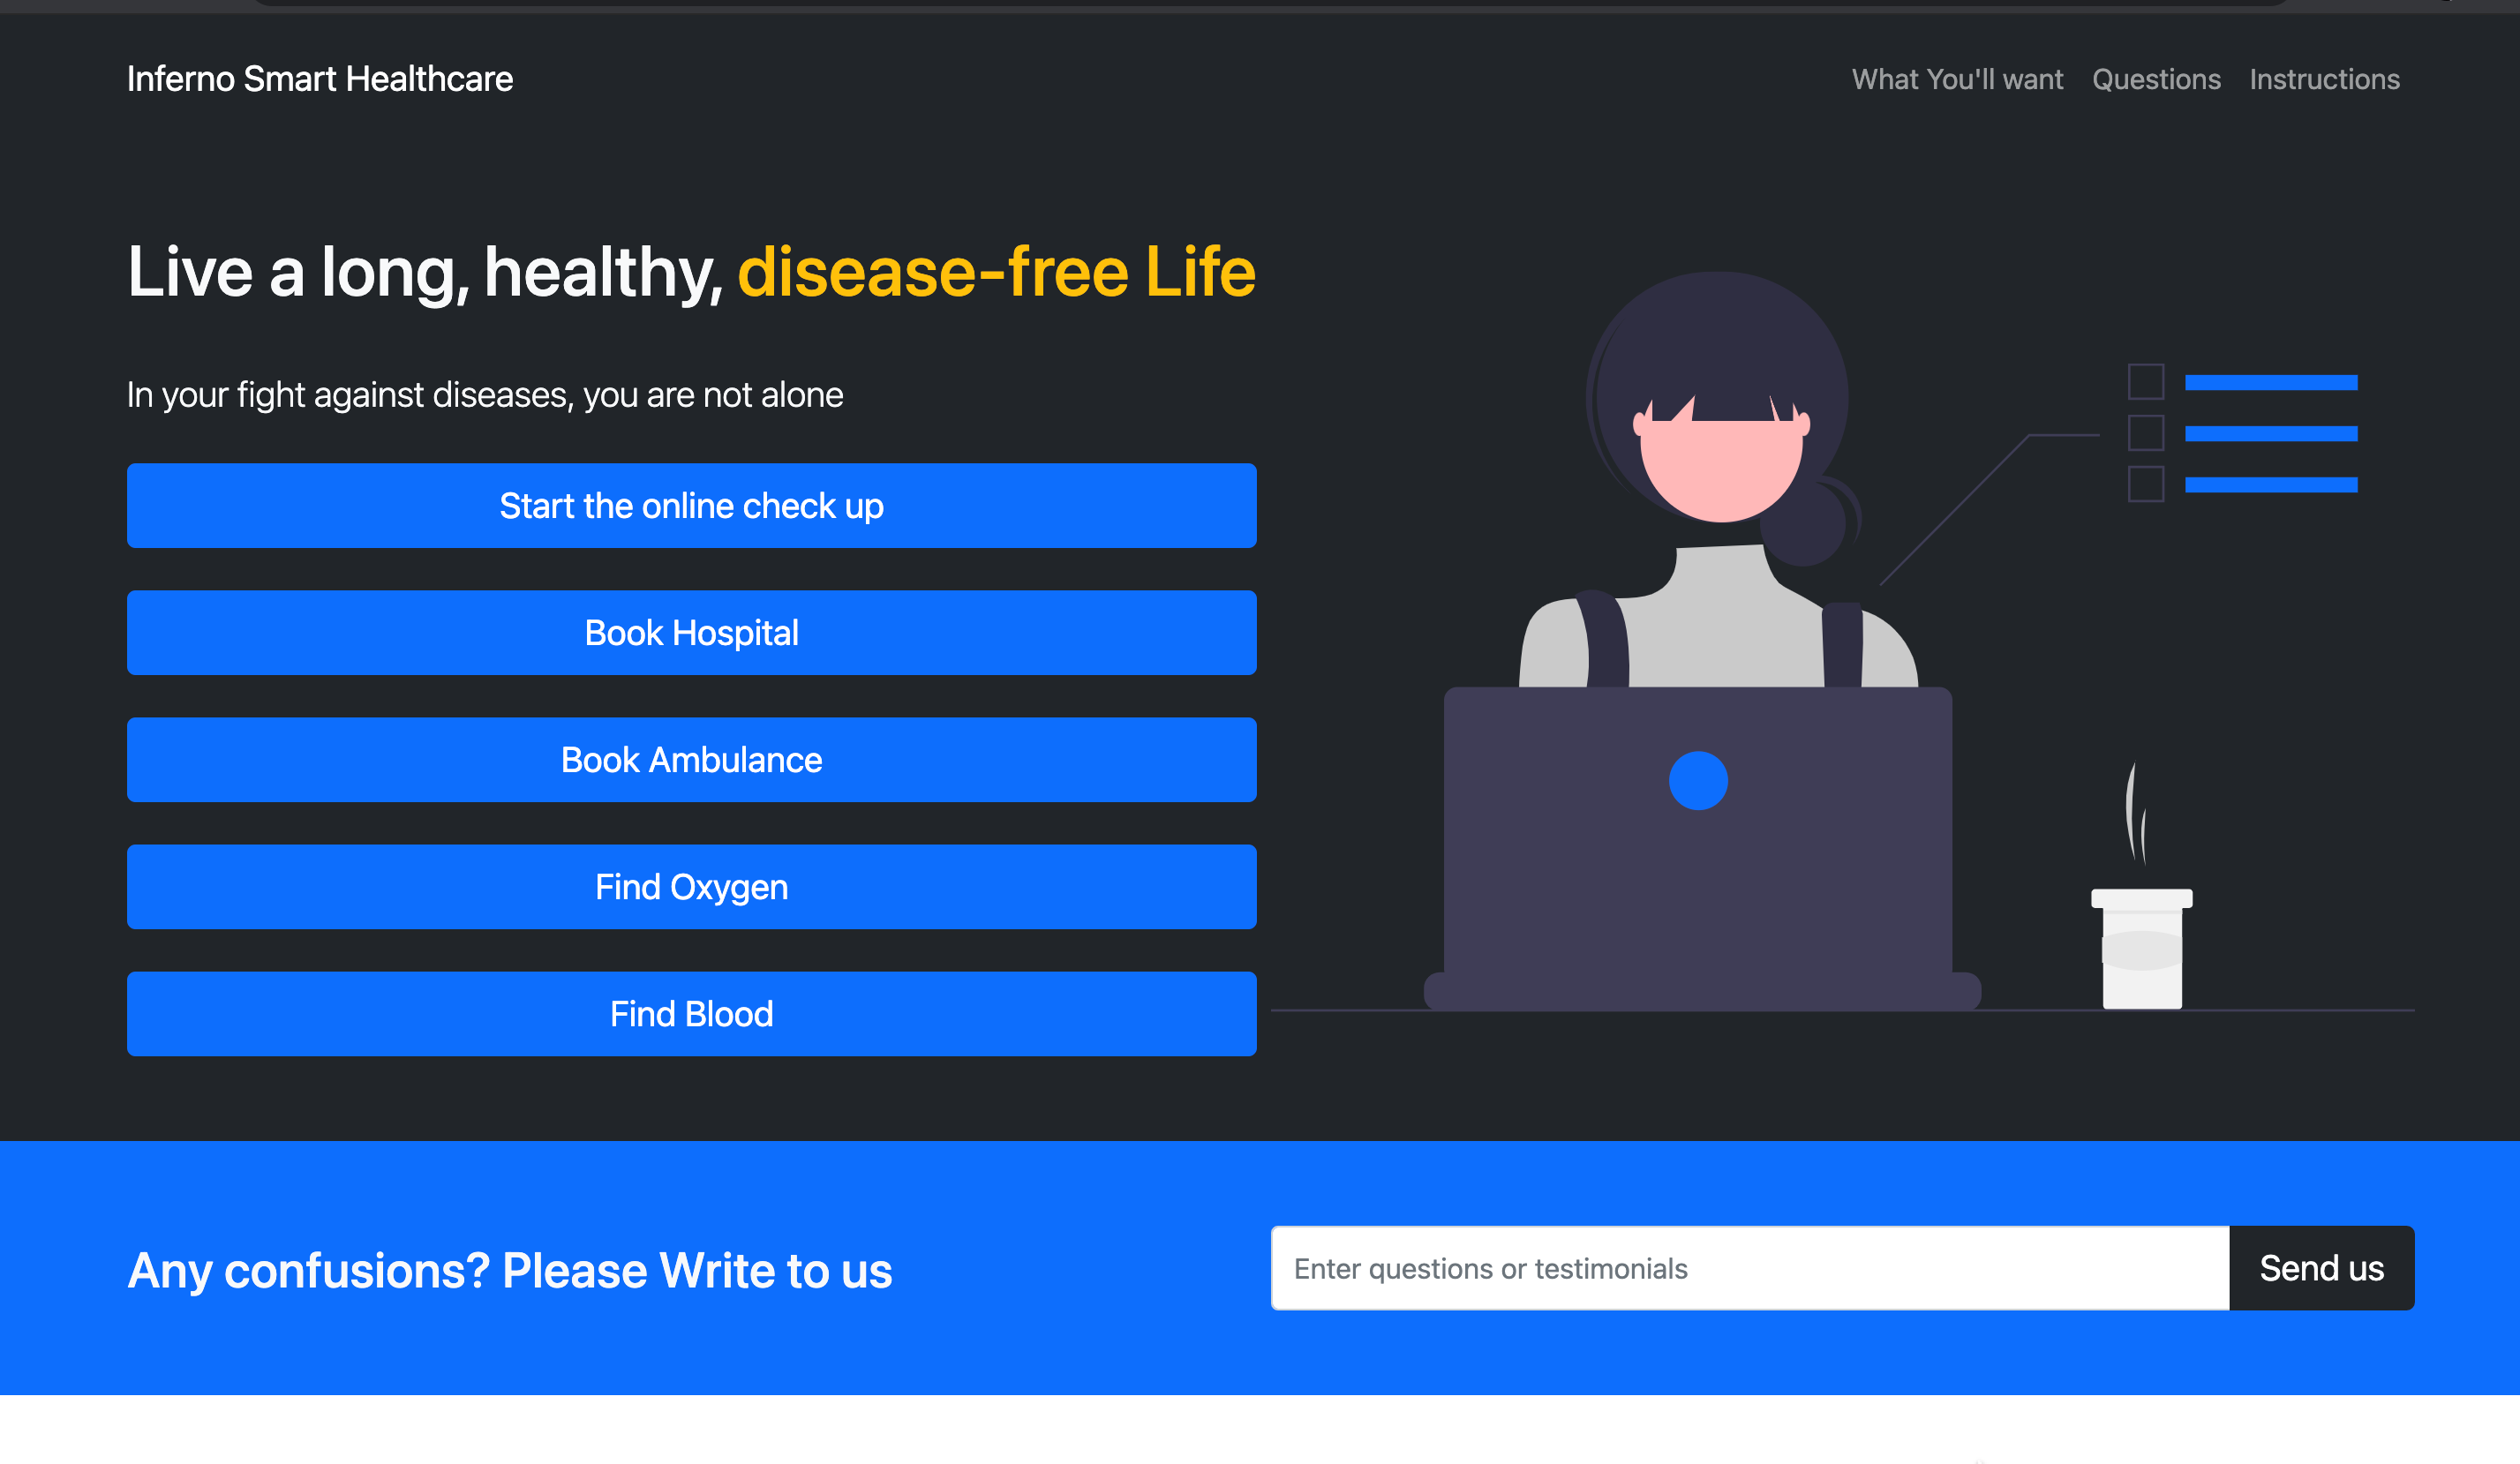 Inferno Smart Healthcare
What You'll want Questions Instructions
Live a long, healthy, disease-free Life
In your fight against diseases, you are not alone
Start the online check up
Book Hospital
Book Ambulance
Find Oxygen
Find Blood
Any confusions? Please Write to us
Enter questions or testimonials
Send us